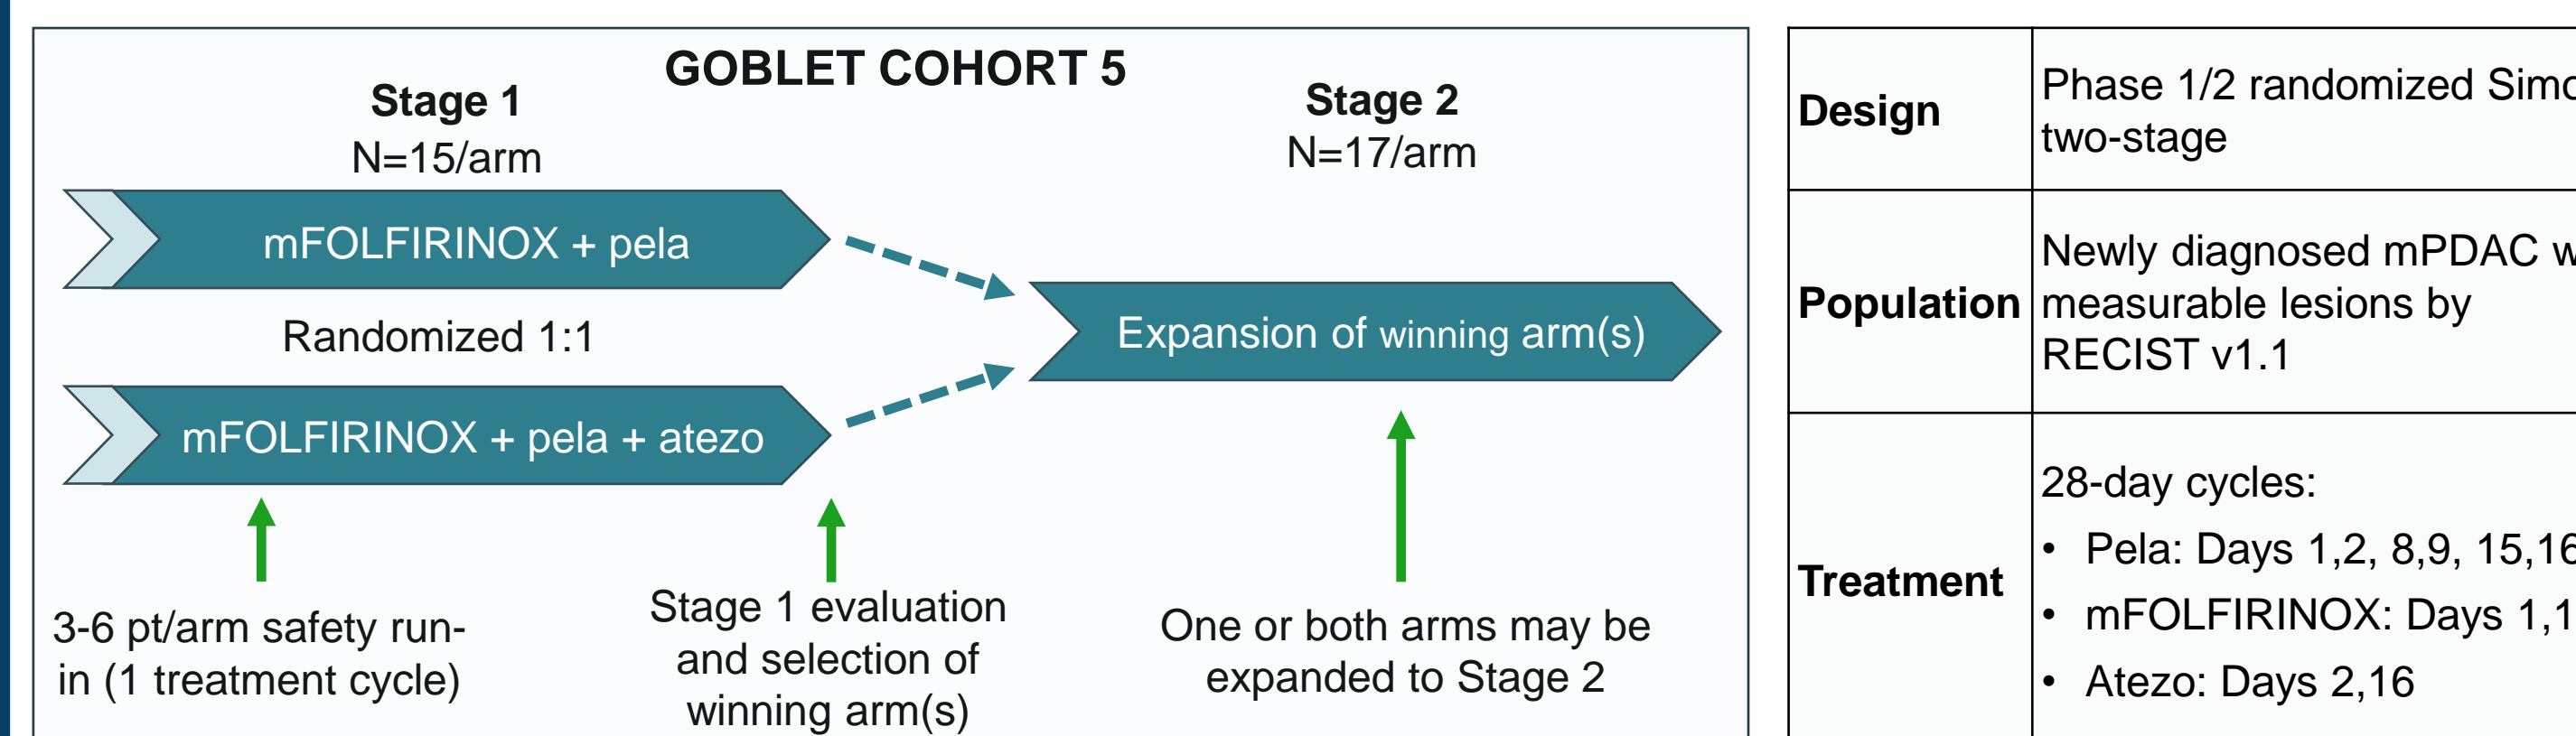 GOBLET COHORT 5
Stage 1
N=15/arm
Stage 2
N=17/arm
mFOLFIRINOX + pela
Randomized 1:1
mFOLFIRINOX + pela + atezo
Expansion of winning arm(s)
3-6 pt/arm safety run-
in (1 treatment cycle)
Stage 1 evaluation
and selection of
winning arm(s)
One or both arms may be
expanded to Stage 2
Design
Phase 1/2 randomized
two-stage
Population
Newly diagnosed mPDAC
measurable lesions by
RECIST v1.1
Treatment
28-day cycles:
• Pela: Days 1,2, 8,9, 15,16
• mFOLFIRINOX: Days 1,1
• Atezo: Days 2,16